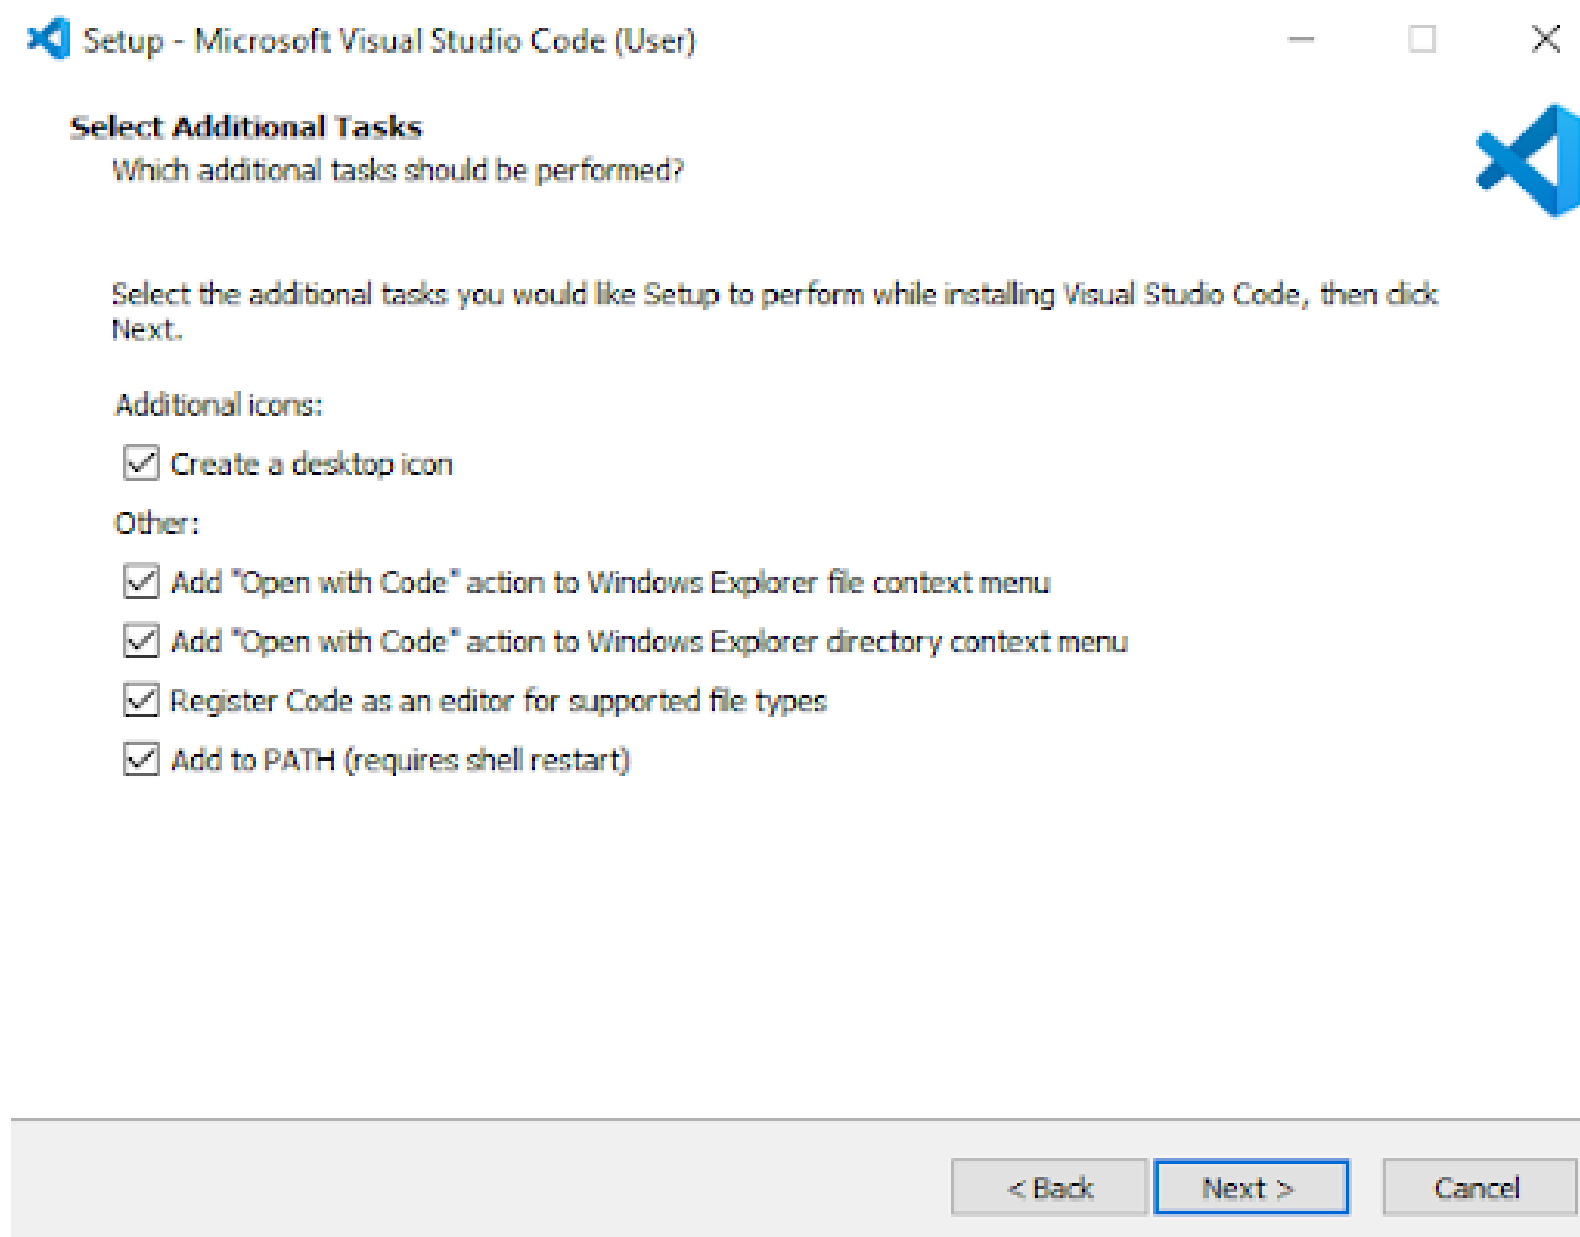 Setup - Microsoft Visual Studio Code (User)
Select Additional Tasks
Which additional tasks should be performed?
Select the additional tasks you would like Setup to perform while installing Visual Studio Code, then click
Next.
Additional icons:
Create a desktop icon
Other:
Add "Open with Code" action to Windows Explorer file context menu
Add "Open with Code" action to Windows Explorer directory context menu
Register Code as an editor for supported file types
Add to PATH (requires shell restart)
< Back Next > Cancel